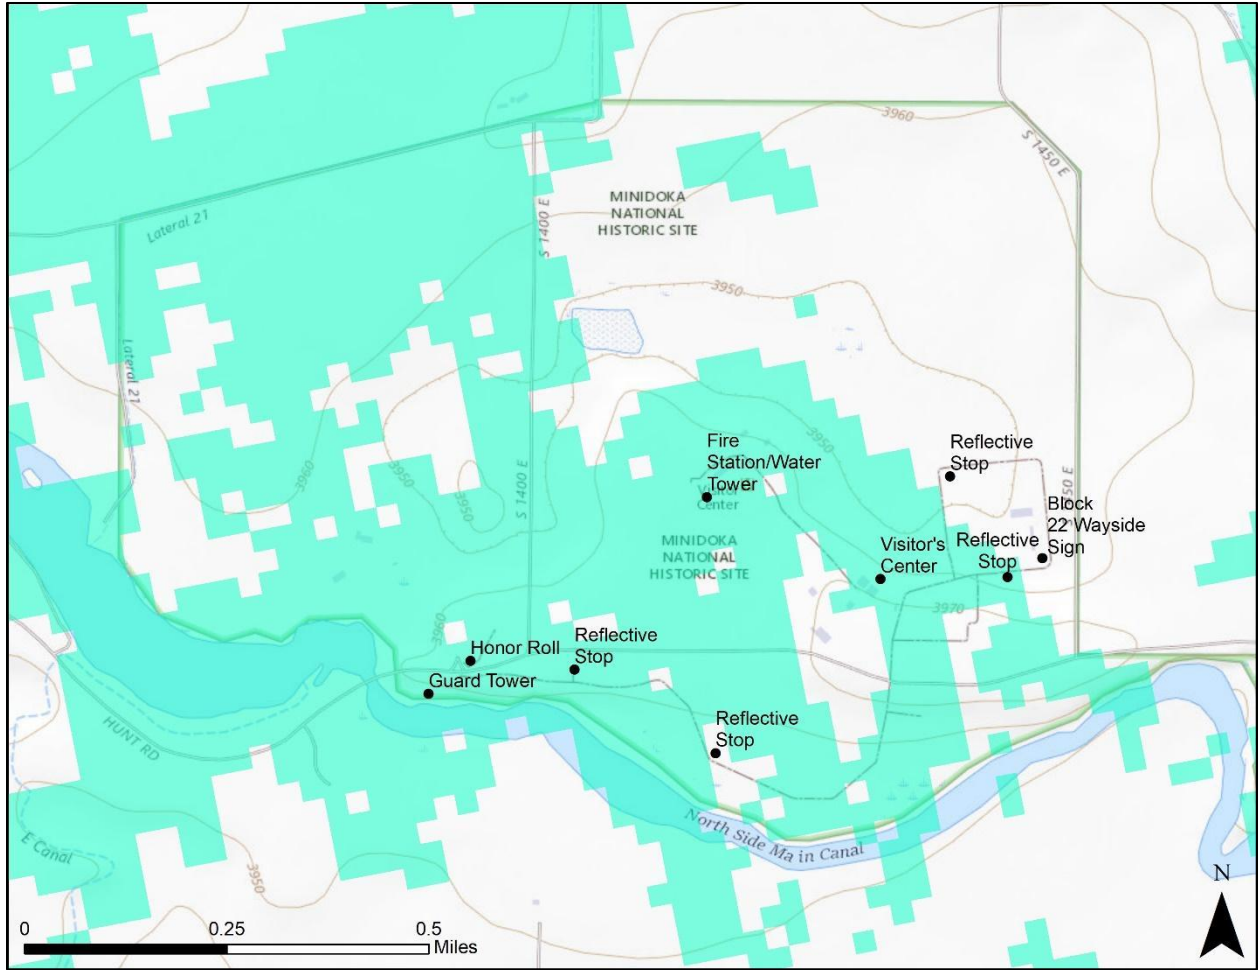 3960
S 1450 E
MINIDOKA
NATIONAL
HISTORIC SITE
Lateral 21
S 1400 E
3950
Lateral 21
3950
Fire
Station/Water
Tower
Visitor
Center
Reflective
Stop
3960
3950
3950
S 1400 E
Block
22 Wayside
Sign
MINIDOKA
NATIONAL
HISTORIC SITE
Visitor's
Center
Reflective
Stop
3970
3960
Honor Roll
Reflective
Stop
Guard Tower
HUNT RD
Reflective
Stop
North Side Main Canal
E Canal
3950
N
0 0.25 0.5
Miles